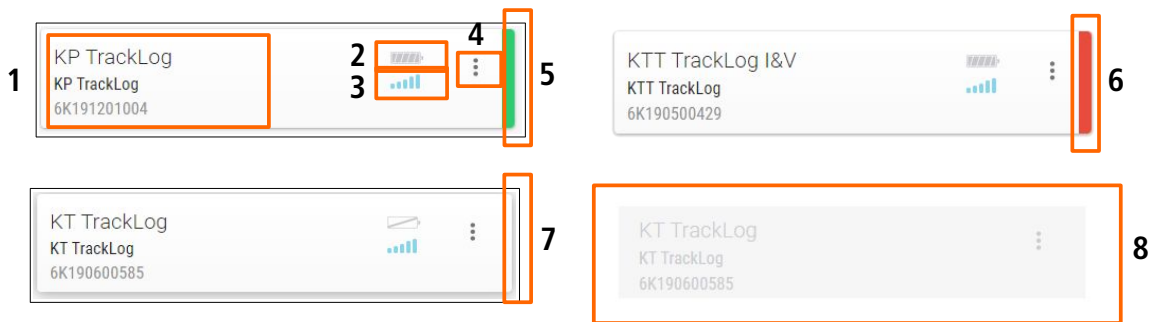 1
KP TrackLog
KP TrackLog
6K191201004
2
3
4
5
KTT TrackLog I&V
KTT TrackLog
6K190500429
6
KT TrackLog
KT TrackLog
6K190600585
7
KT TrackLog
KT TrackLog
6K190600585
8